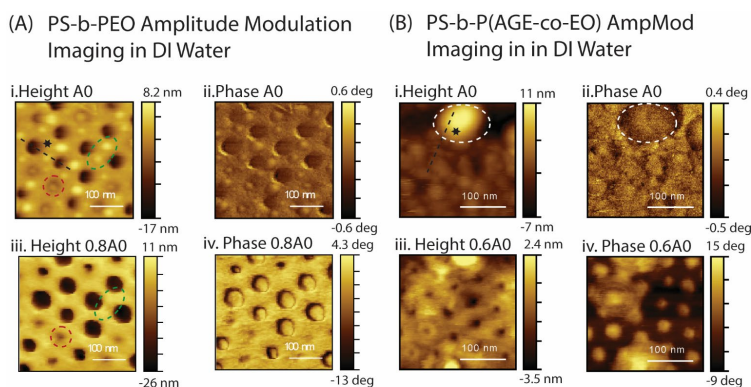 (A) PS-b-PEO Amplitude Modulation
Imaging in DI Water
i.Height A0
8.2 nm
100 nm
-17 nm
ii.Phase A0
0.6 deg
100 nm
-0.6 deg
iii. Height 0.8A0
11 nm
100 nm
-26 nm
iv. Phase 0.8A0
4.3 deg
100 nm
-13 deg
(B) PS-b-P(AGE-co-EO) AmpMod
Imaging in in DI Water
i.Height A0
11 nm
100 nm
-7 nm
ii.Phase A0
0.4 deg
100 nm
-0.5 deg
iii. Height 0.6A0
2.4 nm
100 nm
-3.5 nm
iv. Phase 0.6A0
15 deg
100 nm
-9 deg